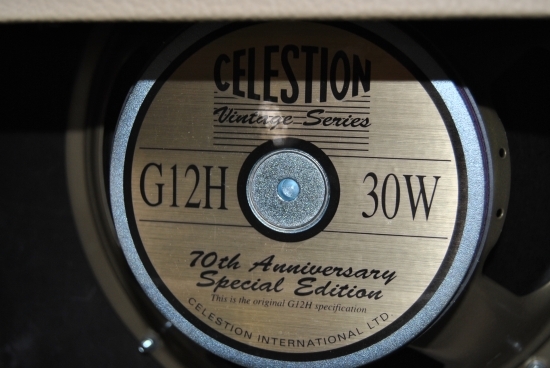 CELESTION
Vintage Series
G12H 30W
70th Anniversary
Special Edition
This is the original G12H specification
CELESTION INTERNATIONAL LTD.